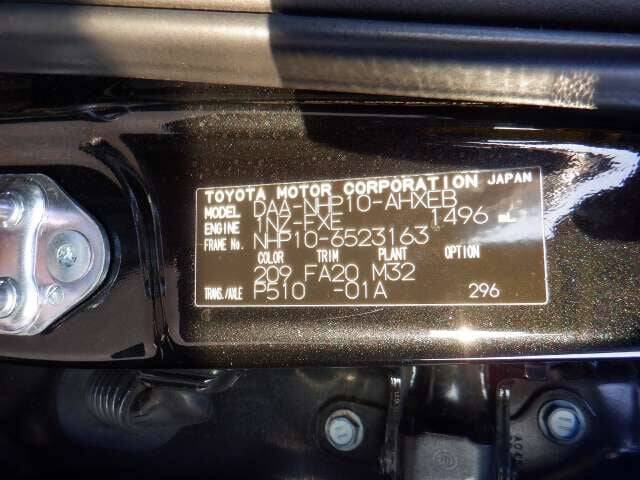 TOYOTA MOTOR CORPORATION JAPAN
MODEL DAA-NHP10-AHXEB
ENGINE 1NZ-FXE 1496 mL
FRAME No. NHP10-6523163
COLOR TRIM PLANT OPTION
209 FA20 M32
TRANS./AXLE P510 -01A 296